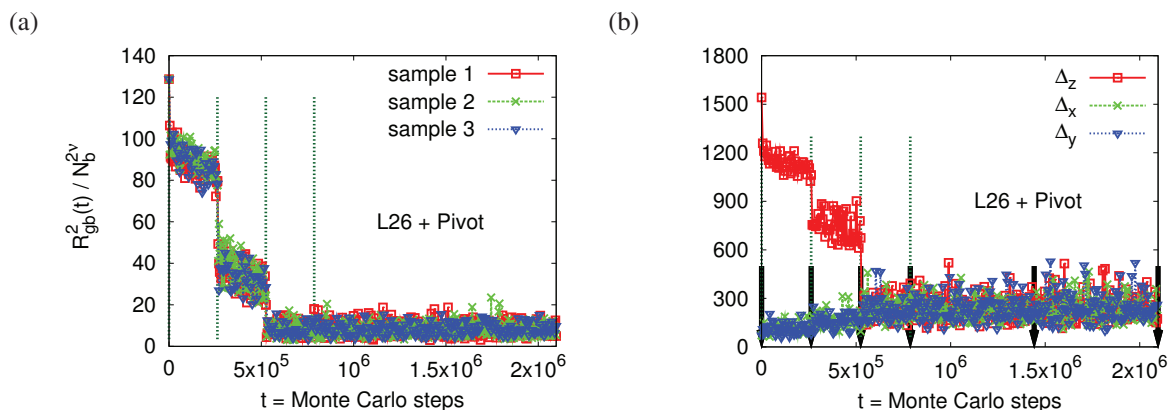 (a)
140
120
100
80
60
40
20
0
R²gb(t) / Nb^2ν
sample 1
sample 2
sample 3
L26 + Pivot
0
5x10⁵
10⁶
1.5x10⁶
2x10⁶
t = Monte Carlo steps
(b)
1800
1500
1200
900
600
300
0
Δz
Δx
Δy
L26 + Pivot
0
5x10⁵
10⁶
1.5x10⁶
2x10⁶
t = Monte Carlo steps